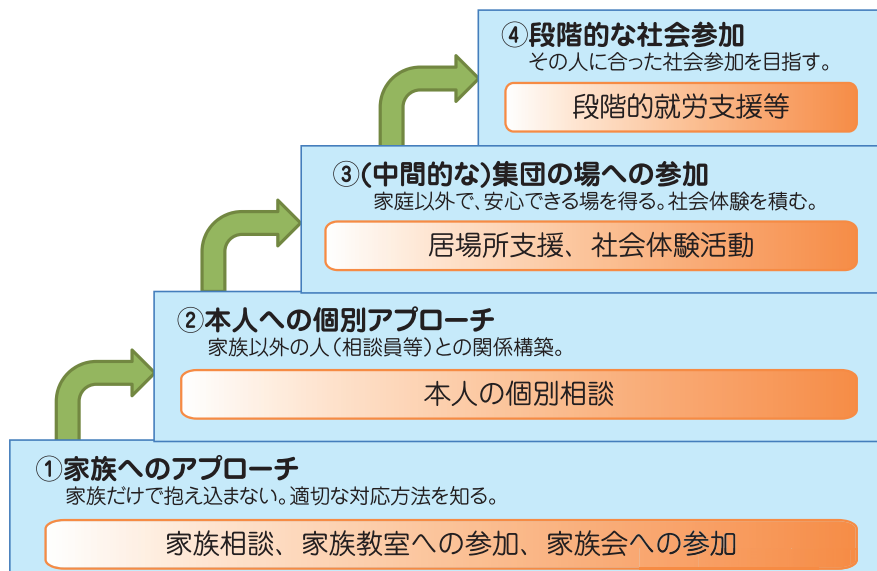 ④段階的な社会参加
その人に合った社会参加を目指す。
段階的就労支援等
③(中間的な)集団の場への参加
家庭以外で、安心できる場を得る。社会体験を積む。
居場所支援、社会体験活動
②本人への個別アプローチ
家族以外の人(相談員等)との関係構築。
本人の個別相談
①家族へのアプローチ
家族だけで抱え込まない。適切な対応方法を知る。
家族相談、家族教室への参加、家族会への参加